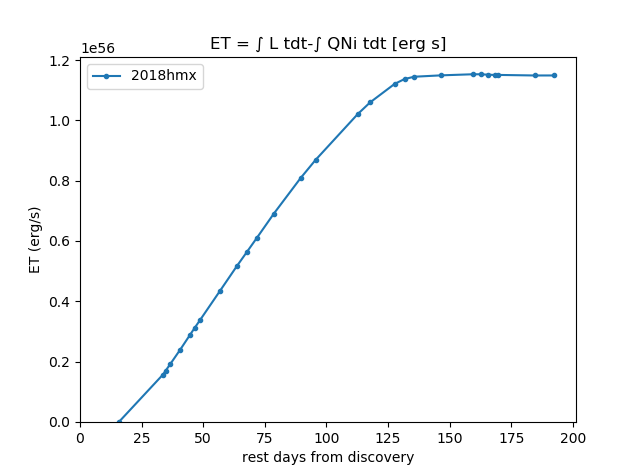 ET = ∫ L tdt-∫ QNi tdt [erg s]
1e56
2018hmx
1.2
1.0
0.8
0.6
0.4
0.2
0.0
ET (erg/s)
0 25 50 75 100 125 150 175 200
rest days from discovery